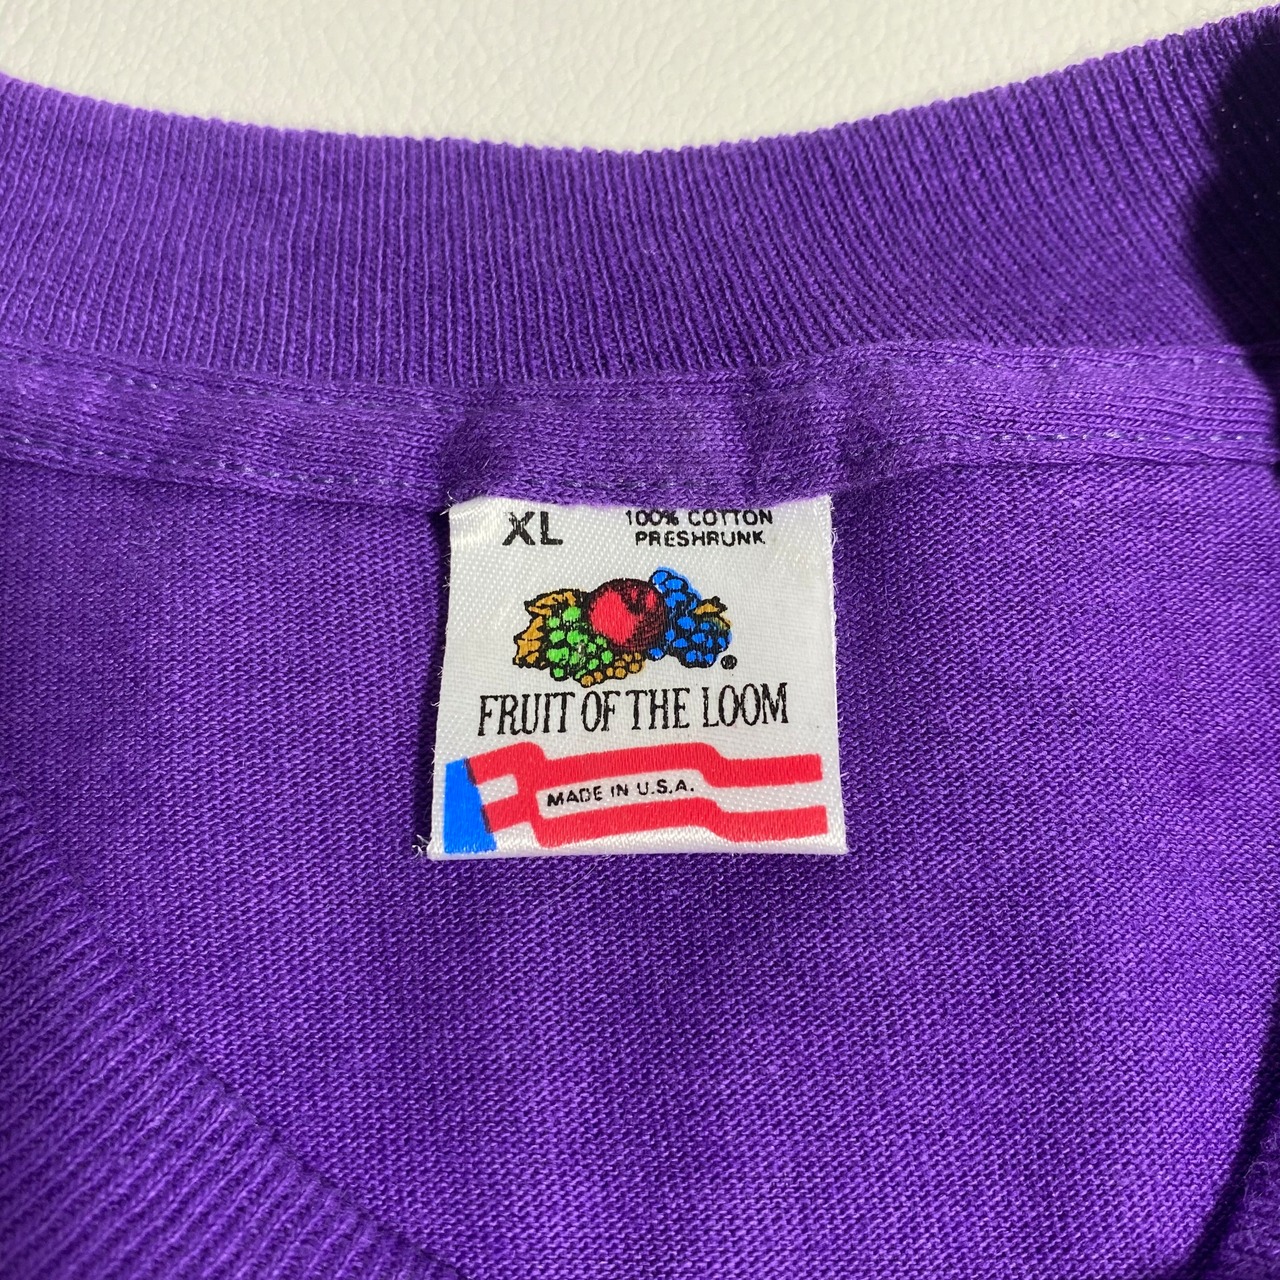 XL
100% COTTON
PRESHRUNK
FRUIT OF THE LOOM
MADE IN U.S.A.